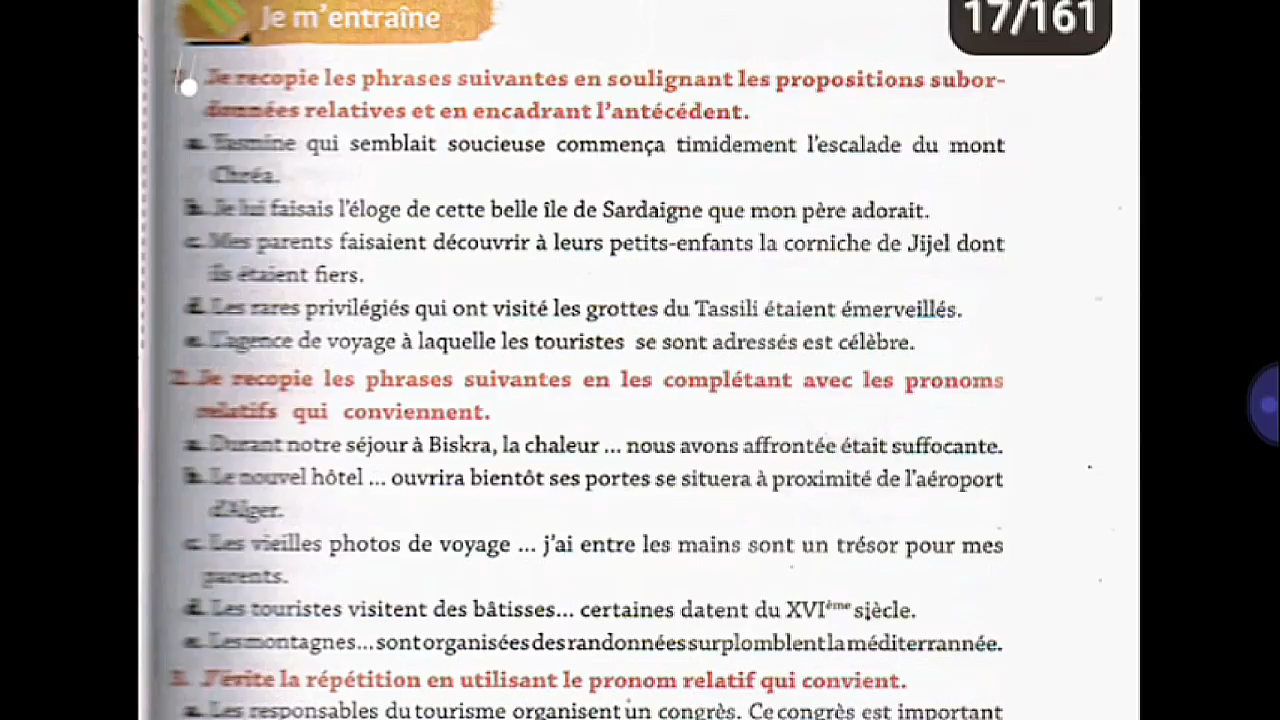 Je m'entraîne
17/161
1. Je recopie les phrases suivantes en soulignant les propositions subor-
données relatives et en encadrant l'antécédent.
a. Yasmine qui semblait soucieuse commença timidement l'escalade du mont
Chréa.
b. Je lui faisais l'éloge de cette belle île de Sardaigne que mon père adorait.
c. Mes parents faisaient découvrir à leurs petits-enfants la corniche de Jijel dont
ils étaient fiers.
d. Les rares privilégiés qui ont visité les grottes du Tassili étaient émerveillés.
e. L'agence de voyage à laquelle les touristes se sont adressés est célèbre.
2. Je recopie les phrases suivantes en les complétant avec les pronoms
relatifs qui conviennent.
a. Durant notre séjour à Biskra, la chaleur ... nous avons affrontée était suffocante.
b. Le nouvel hôtel ... ouvrira bientôt ses portes se situera à proximité de l'aéroport
d'Alger.
c. Les vieilles photos de voyage ... j'ai entre les mains sont un trésor pour mes
parents.
d. Les touristes visitent des bâtisses... certaines datent du XVIème siècle.
e. Les montagnes... sont organisées des randonnées surplomblent la méditerrannée.
3. J'évite la répétition en utilisant le pronom relatif qui convient.
a. Les responsables du tourisme organisent un congrès. Ce congrès est important